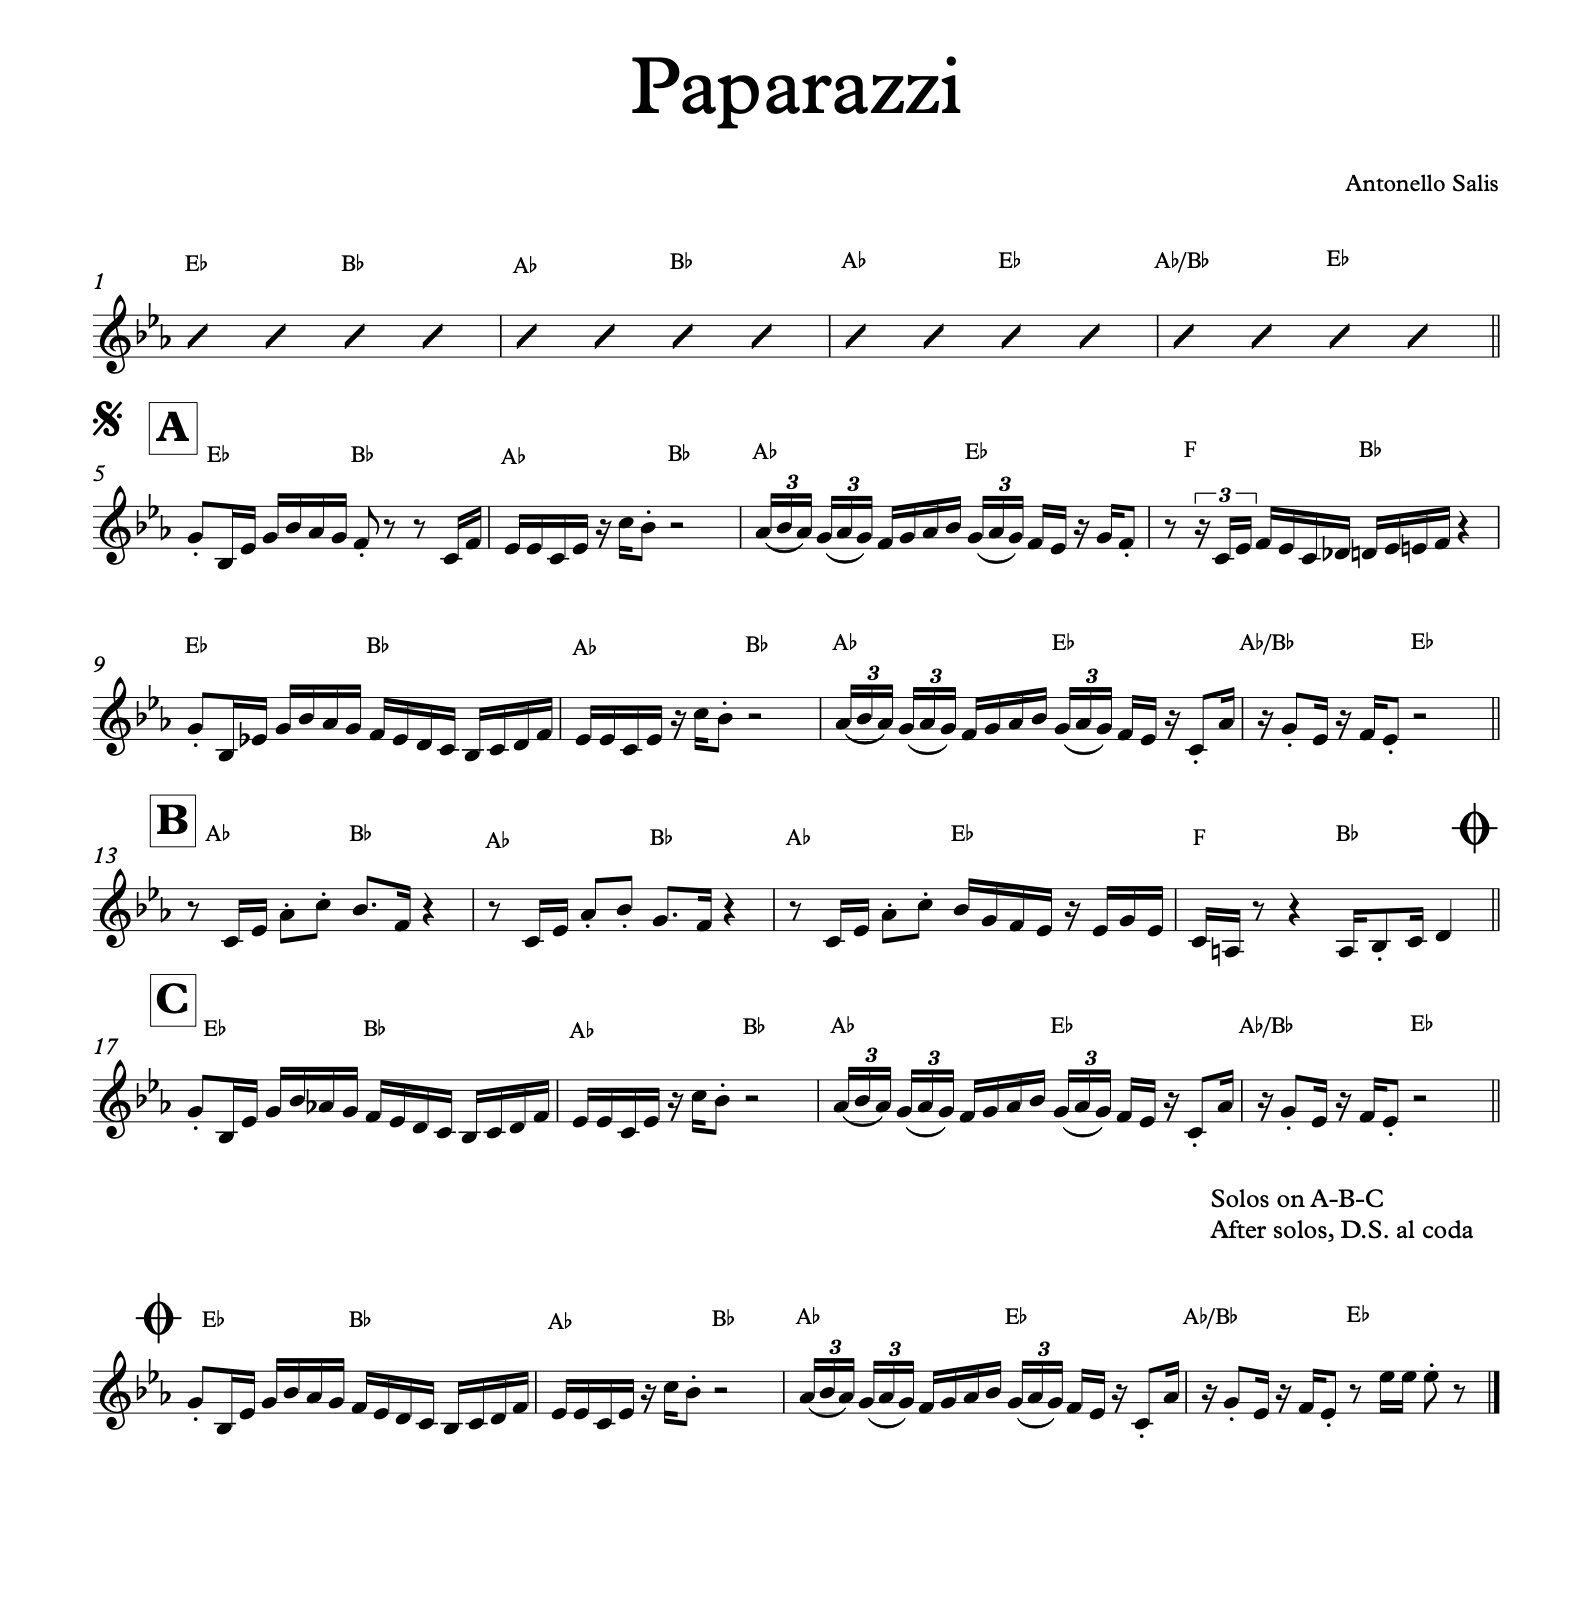 Paparazzi
Antonello Salis
E♭ B♭ A♭ B♭ A♭ E♭ A♭/B♭ E♭
1
A
E♭ B♭ A♭ B♭ A♭ E♭ F B♭
5
3 3 3 3
E♭ B♭ A♭ B♭ A♭ E♭ A♭/B♭ E♭
9
3 3 3
B
A♭ B♭ A♭ B♭ A♭ E♭ F B♭
13
C
E♭ B♭ A♭ B♭ A♭ E♭ A♭/B♭ E♭
17
3 3 3
Solos on A-B-C
After solos, D.S. al coda
E♭ B♭ A♭ B♭ A♭ E♭ A♭/B♭ E♭
3 3 3